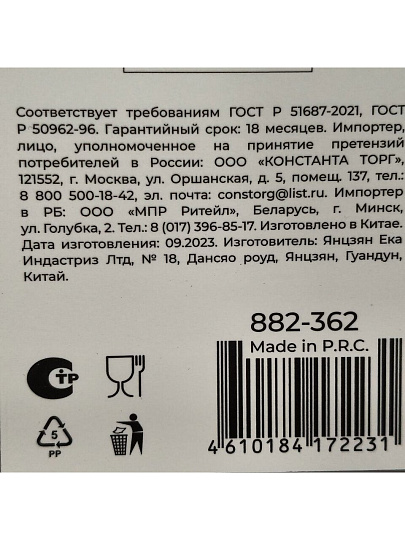 Соответствует требованиям ГОСТ Р 51687-2021, ГОСТ
Р 50962-96. Гарантийный срок: 18 месяцев. Импортер,
лицо, уполномоченное на принятие претензий
потребителей в России: ООО «КОНСТАНТА ТОРГ»,
121552, г. Москва, ул. Оршанская, д. 5, помещ. 137, тел.:
8 800 500-18-42, эл. почта: constorg@list.ru. Импортер
в РБ: ООО «МПР Ритейл», Беларусь, г. Минск,
ул. Голубка, 2. Тел.: 8 (017) 396-85-17. Изготовлено в Китае.
Дата изготовления: 09.2023. Изготовитель: Янцзян Ека
Индастриз Лтд, № 18, Дансяо роуд, Янцзян, Гуандун,
Китай.
882-362
Made in P.R.C.
СТР
5
PP
4 610184 172231